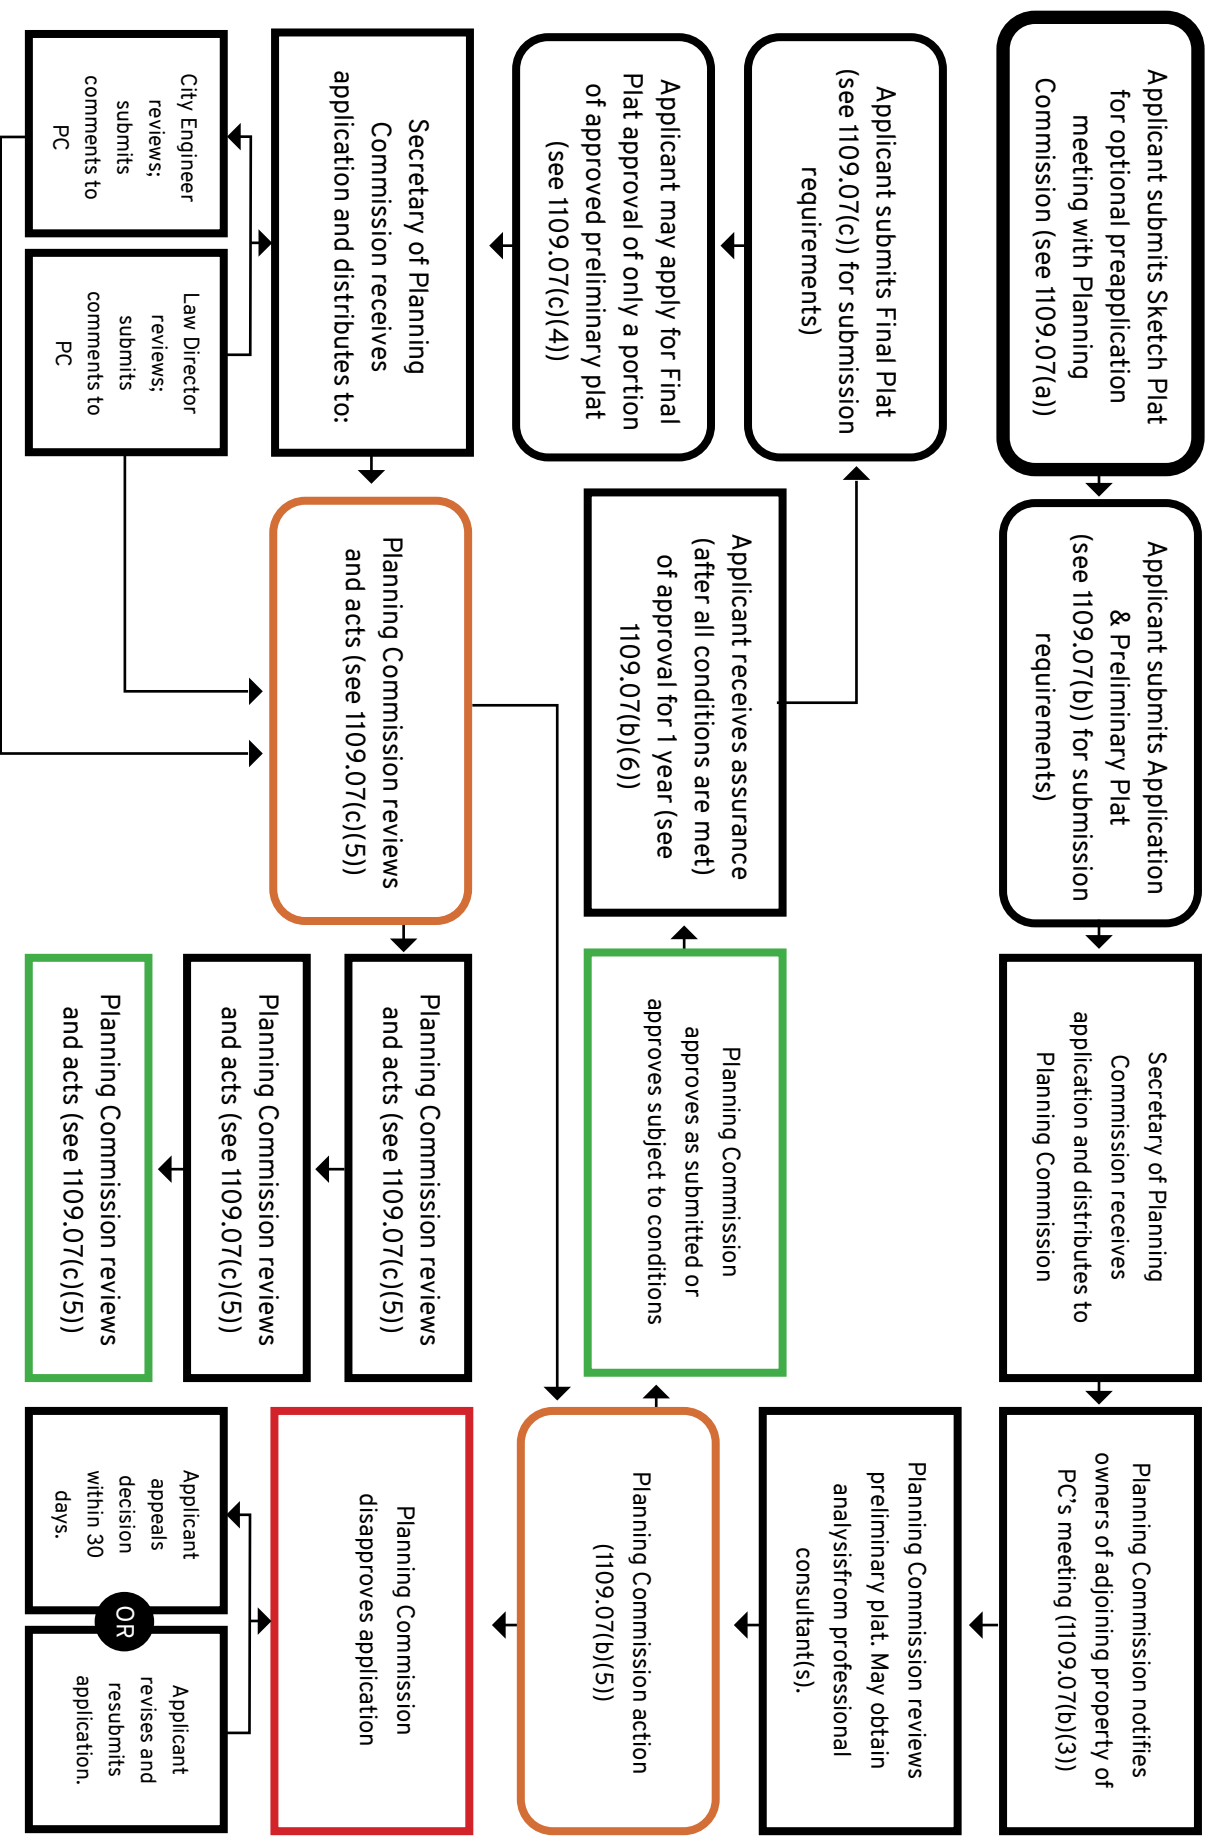 Applicant submits Sketch Plat
for optional preapplication
meeting with Planning
Commission (see 1109.07(a))
Applicant submits Application
& Preliminary Plat
(see 1109.07(b)) for submission
requirements)
Secretary of Planning
Commission receives
application and distributes to
Planning Commission
Planning Commission notifies
owners of adjoining property of
PC's meeting (1109.07(b)(3))
Planning Commission reviews
preliminary plat. May obtain
analysisfrom professional
consultant(s).
Planning Commission action
(1109.07(b)(5))
Planning Commission
approves as submitted or
approves subject to conditions
Applicant receives assurance
(after all conditions are met)
of approval for 1 year (see
1109.07(b)(6))
Applicant submits Final Plat
(see 1109.07(c)) for submission
requirements)
Applicant may apply for Final
Plat approval of only a portion
of approved preliminary plat
(see 1109.07(c)(4))
Secretary of Planning
Commission receives
application and distributes to:
City Engineer
reviews;
submits
comments to
PC
Law Director
reviews;
submits
comments to
PC
Planning Commission reviews
and acts (see 1109.07(c)(5))
Planning Commission reviews
and acts (see 1109.07(c)(5))
Planning Commission reviews
and acts (see 1109.07(c)(5))
Planning Commission reviews
and acts (see 1109.07(c)(5))
Planning Commission
disapproves application
Applicant
appeals
decision
within 30
days.
OR
Applicant
revises and
resubmits
application.